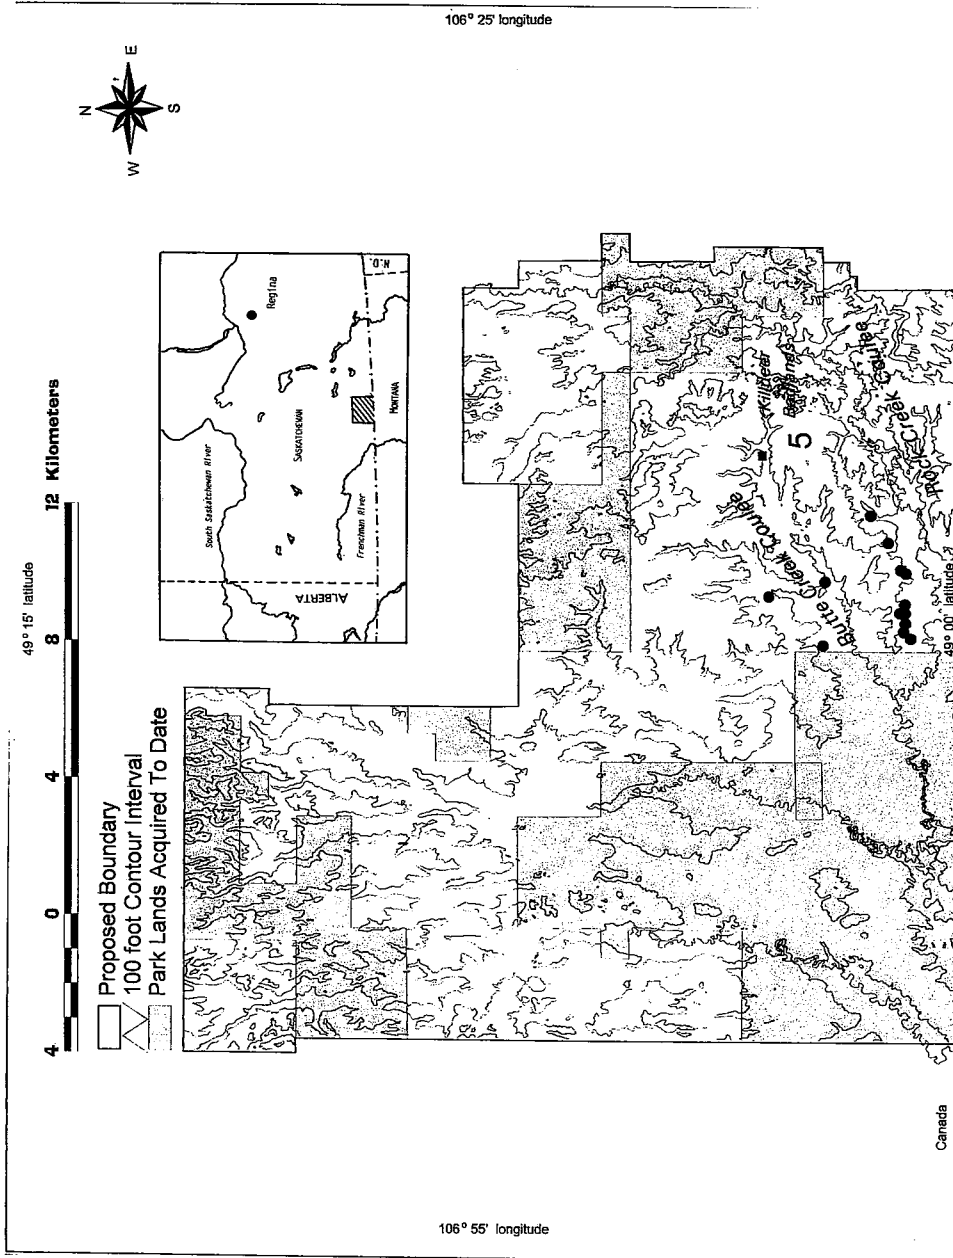 106° 25' longitude
N
E
S
W
49° 15' latitude
4 0 4 8 12 Kilometers
Proposed Boundary
100 foot Contour Interval
Park Lands Acquired To Date
South Saskatchewan River
Regina
SASKATCHEWAN
ALBERTA
Frenchman River
N.D.
MONTANA
Killdeer
Badlands
5
Butte Creek Coulee
Rock Creek Coulee
49° 00' latitude
Canada
106° 55' longitude